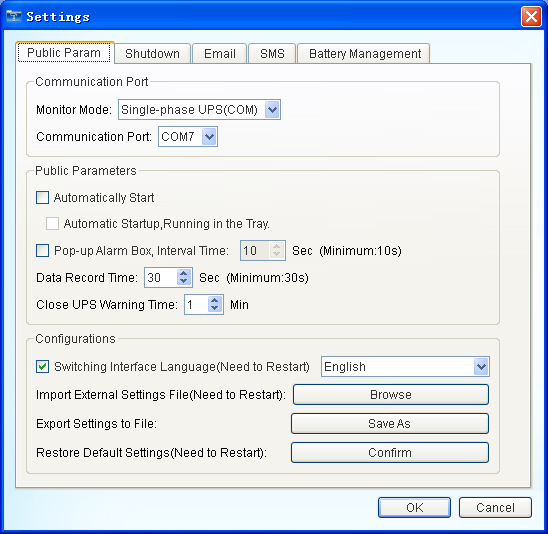 Settings
Public Param Shutdown Email SMS Battery Management
Communication Port
Monitor Mode: Single-phase UPS(COM)
Communication Port: COM7
Public Parameters
Automatically Start
Automatic Startup,Running in the Tray.
Pop-up Alarm Box, Interval Time: 10 Sec (Minimum:10s)
Data Record Time: 30 Sec (Minimum:30s)
Close UPS Warning Time: 1 Min
Configurations
Switching Interface Language(Need to Restart) English
Import External Settings File(Need to Restart): Browse
Export Settings to File: Save As
Restore Default Settings(Need to Restart): Confirm
OK Cancel